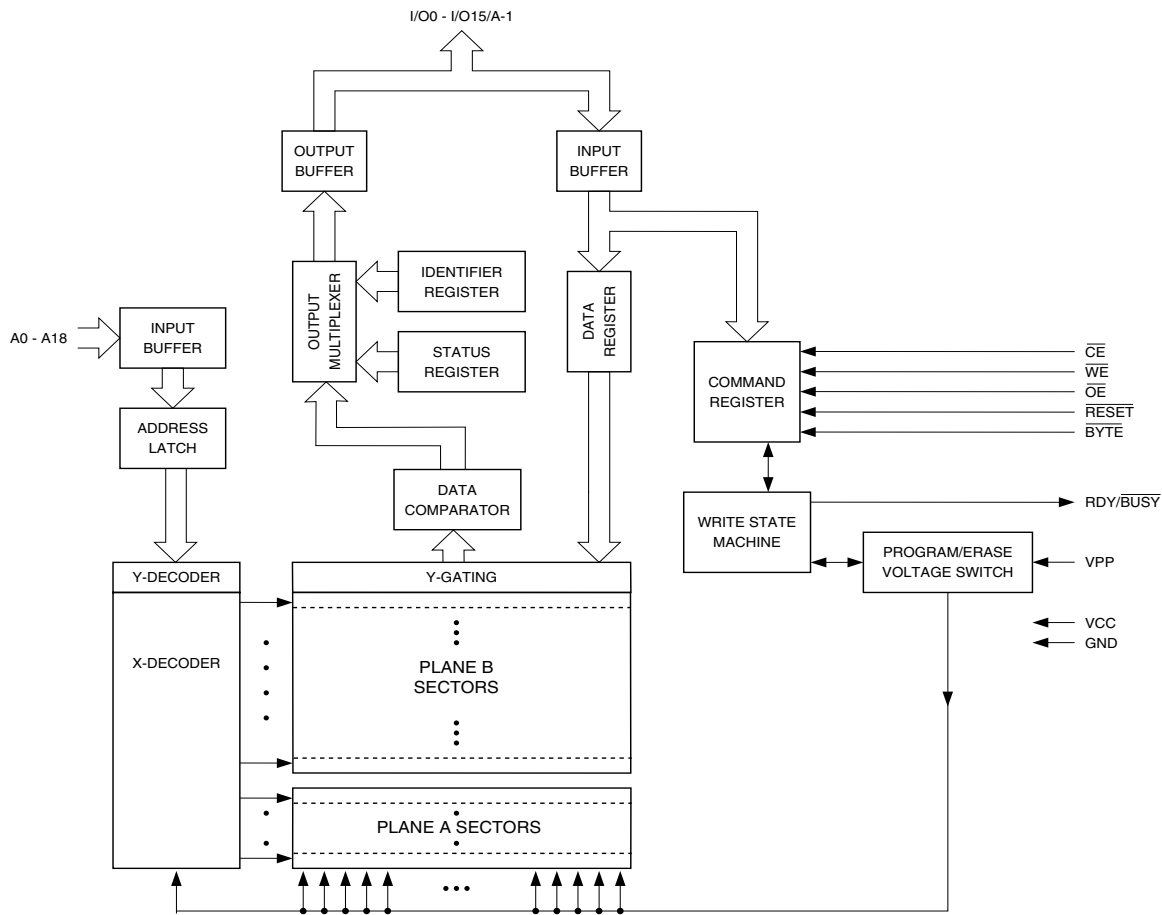 I/O0 - I/O15/A-1
OUTPUT
BUFFER
INPUT
BUFFER
OUTPUT
MULTIPLEXER
IDENTIFIER
REGISTER
STATUS
REGISTER
DATA
REGISTER
A0 - A18
INPUT
BUFFER
ADDRESS
LATCH
COMMAND
REGISTER
CE
WE
OE
RESET
BYTE
DATA
COMPARATOR
WRITE STATE
MACHINE
RDY/BUSY
PROGRAM/ERASE
VOLTAGE SWITCH
VPP
VCC
GND
Y-DECODER
Y-GATING
X-DECODER
PLANE B
SECTORS
PLANE A SECTORS